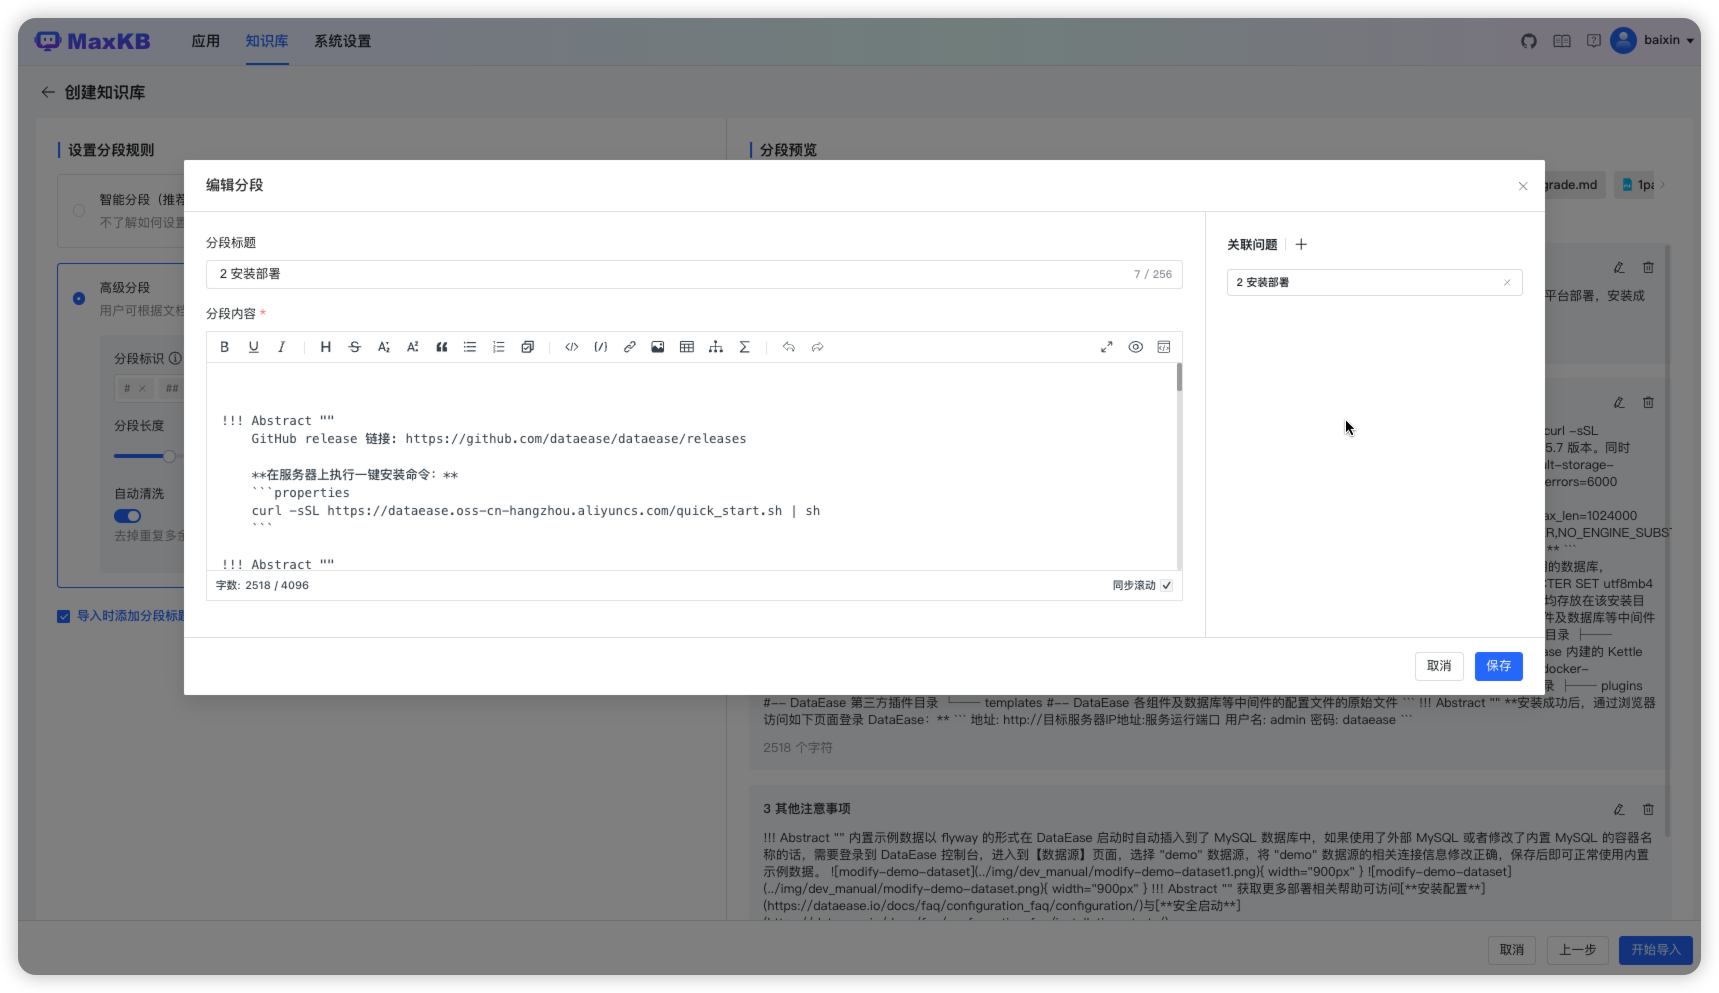 MaxKB
应用
知识库
系统设置
baixin
创建知识库
设置分段规则
智能分段（推荐
不了解如何设置
高级分段
用户可根据文档
分段标识
#
##
分段长度
自动清洗
去掉重复多余
导入时添加分段标题
分段预览
grade.md
1pa
编辑分段
分段标题
2 安装部署
7 / 256
分段内容 *
!!! Abstract ""
GitHub release 链接: https://github.com/dataease/dataease/releases
**在服务器上执行一键安装命令：**
```properties
curl -sSL https://dataease.oss-cn-hangzhou.aliyuncs.com/quick_start.sh | sh
```
!!! Abstract ""
字数: 2518 / 4096
同步滚动
关联问题
2 安装部署
取消
保存
平台部署，安装成
curl -sSL
5.7 版本。同时
ult-storage-
errors=6000
ax_len=1024000
R,NO_ENGINE_SUBST
** ```
的数据库，
CTER SET utf8mb4
均存放在该安装目
件及数据库等中间件
目录 ├──
ase 内建的 Kettle
docker-
录 ├── plugins
#-- DataEase 第三方插件目录 └── templates #-- DataEase 各组件及数据库等中间件的配置文件的原始文件 ``` !!! Abstract "" **安装成功后，通过浏览器
访问如下页面登录 DataEase：** ``` 地址: http://目标服务器IP地址:服务运行端口 用户名: admin 密码: dataease ```
2518 个字符
3 其他注意事项
!!! Abstract "" 内置示例数据以 flyway 的形式在 DataEase 启动时自动插入到了 MySQL 数据库中，如果使用了外部 MySQL 或者修改了内置 MySQL 的容器名
称的话，需要登录到 DataEase 控制台，进入到【数据源】页面，选择 "demo" 数据源，将 "demo" 数据源的相关连接信息修改正确，保存后即可正常使用内置
示例数据。 ![modify-demo-dataset](../img/dev_manual/modify-demo-dataset1.png){ width="900px" } ![modify-demo-dataset]
(../img/dev_manual/modify-demo-dataset.png){ width="900px" } !!! Abstract "" 获取更多部署相关帮助可访问[**安装配置**]
(https://dataease.io/docs/faq/configuration_faq/configuration/)与[**安全启动**]
取消
上一步
开始导入